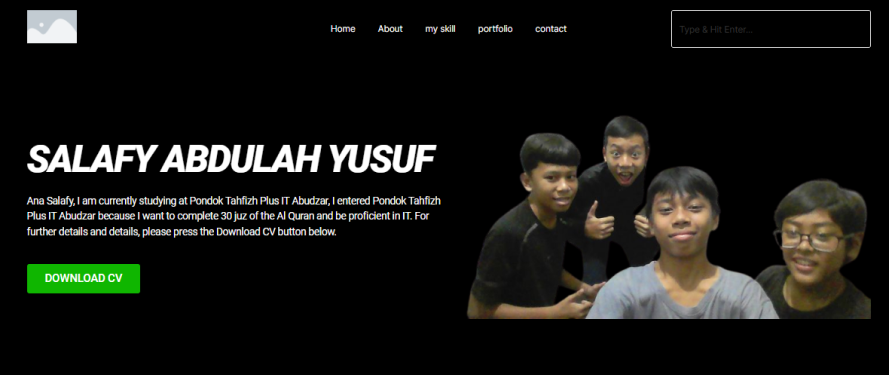 Home About my skill portfolio contact
Type & Hit Enter...
SALAFY ABDULAH YUSUF
Ana Salafy, I am currently studying at Pondok Tahfizh Plus IT Abudzar, I entered Pondok Tahfizh
Plus IT Abudzar because I want to complete 30 juz of the Al Quran and be proficient in IT. For
further details and details, please press the Download CV button below.
DOWNLOAD CV